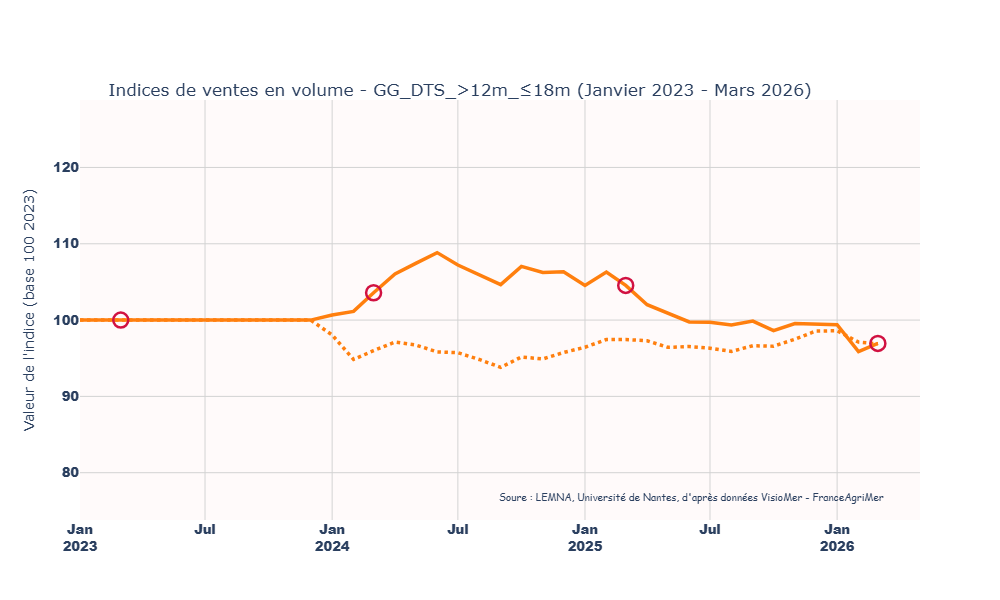 Indices de ventes en volume - GG_DTS_>12m_≤18m (Janvier 2023 - Mars 2026)
Valeur de l'indice (base 100 2023)
120
110
100
90
80
Soure : LEMNA, Université de Nantes, d'après données VisioMer - FranceAgriMer
Jan Jul Jan Jul Jan Jul Jan
2023 2024 2025 2026